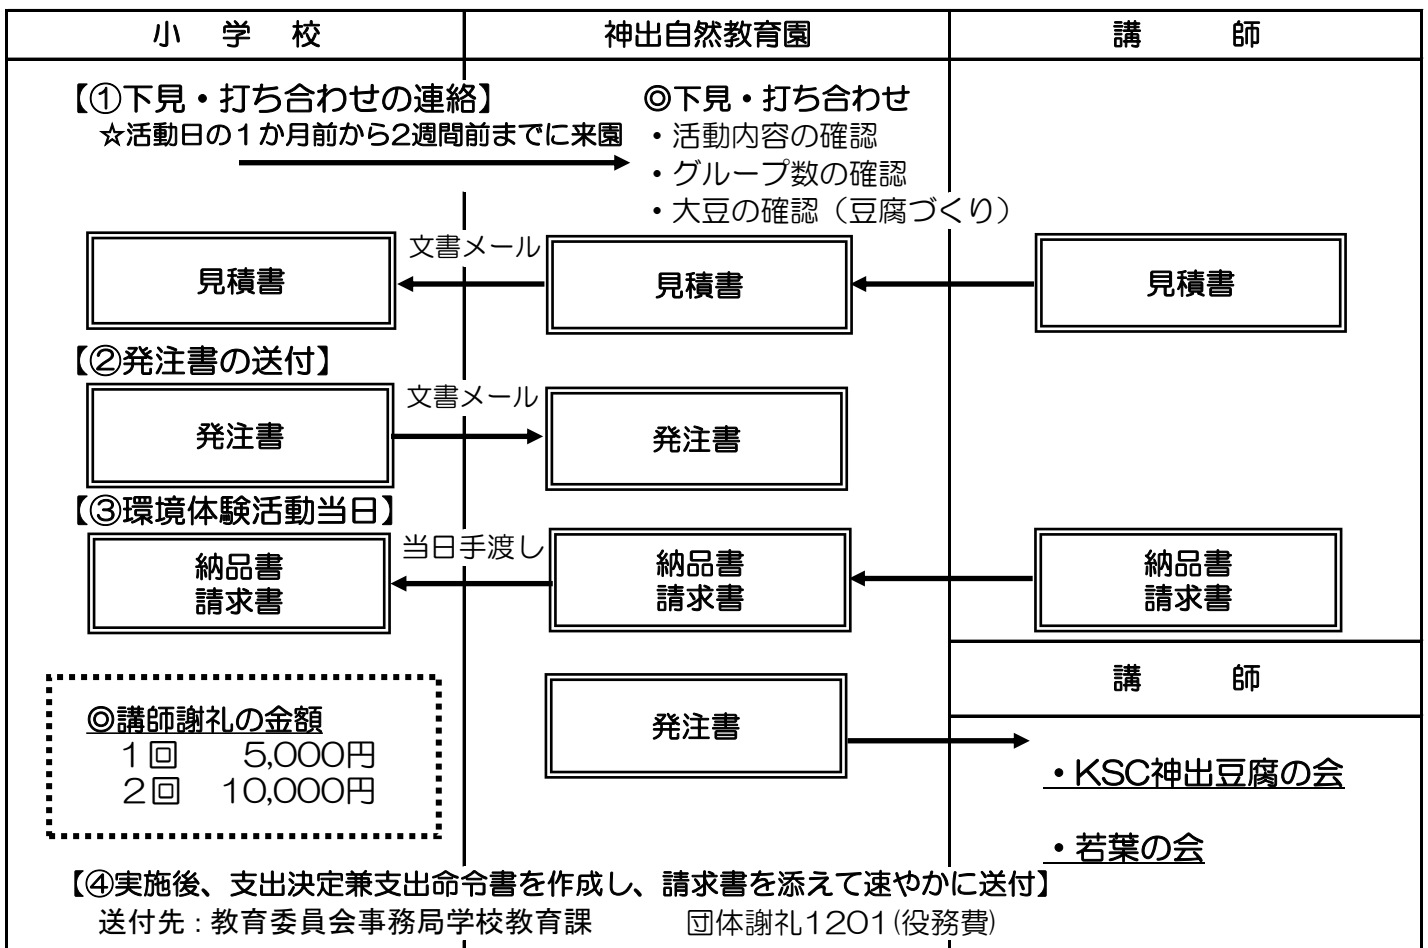 小　学　校　神出自然教育園　講　　　師
【①下見・打ち合わせの連絡】
☆活動日の１か月前から２週間前までに来園
◎下見・打ち合わせ
・活動内容の確認
・グループ数の確認
・大豆の確認（豆腐づくり）
文書メール
見積書　見積書　見積書
【②発注書の送付】
文書メール
発注書　発注書
【③環境体験活動当日】
当日手渡し
納品書　納品書　納品書
請求書　請求書　請求書
◎講師謝礼の金額
１回　5,000円
２回　10,000円
発注書
講　　　師
・KSC神出豆腐の会
・若葉の会
【④実施後、支出決定兼支出命令書を作成し、請求書を添えて速やかに送付】
送付先：教育委員会事務局学校教育課　団体謝礼1201(役務費)